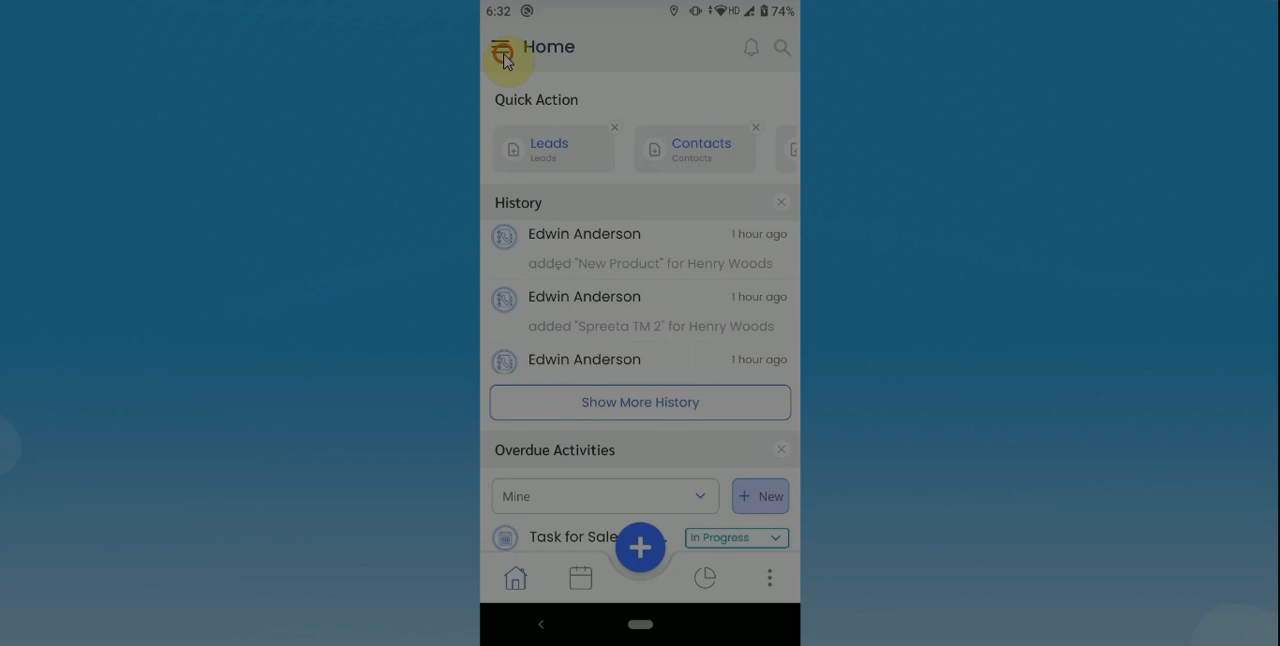 6:32
HD
74%
Home
Quick Action
Leads
Leads
Contacts
Contacts
History
Edwin Anderson
1 hour ago
added "New Product" for Henry Woods
Edwin Anderson
1 hour ago
added "Spreeta TM 2" for Henry Woods
Edwin Anderson
1 hour ago
Show More History
Overdue Activities
Mine
+ New
Task for Sale
In Progress